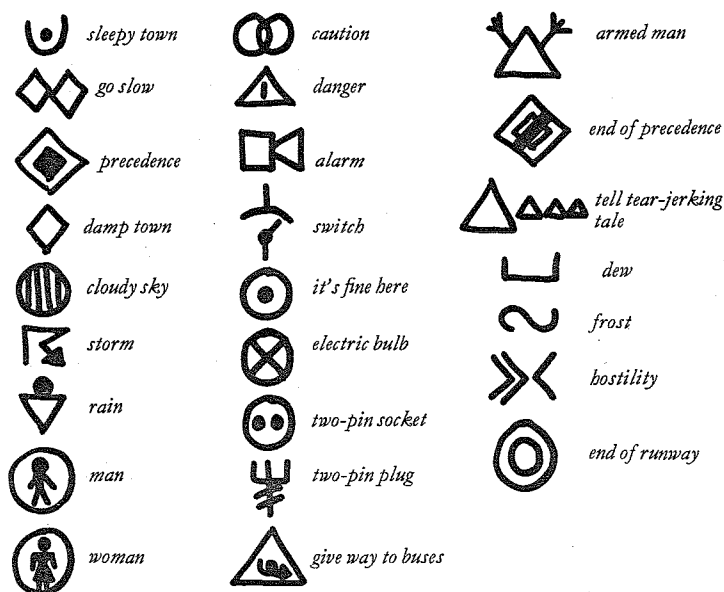 sleepy town
go slow
precedence
damp town
cloudy sky
storm
rain
man
woman
caution
danger
alarm
switch
it's fine here
electric bulb
two-pin socket
two-pin plug
give way to buses
armed man
end of precedence
tell tear-jerking
tale
dew
frost
hostility
end of runway